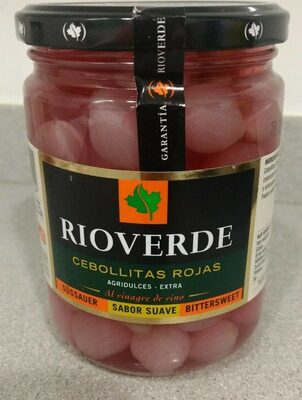 RIOVERDE
GARANTÍA
RIOVERDE
CEBOLLITAS ROJAS
AGRIDULCES - EXTRA
Al vinagre de vino
SÜSSAUER
SABOR SUAVE
BITTERSWEET